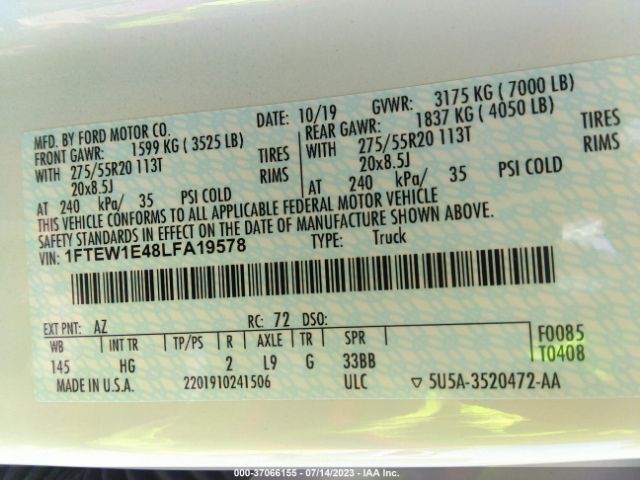 MFD. BY FORD MOTOR CO. DATE: 10/19 GVWR: 3175 KG ( 7000 LB)
FRONT GAWR: 1599 KG ( 3525 LB) REAR GAWR: 1837 KG ( 4050 LB)
WITH 275/55R20 113T TIRES WITH 275/55R20 113T TIRES
20x8.5J RIMS 20x8.5J RIMS
AT 240 kPa/ 35 PSI COLD AT 240 kPa/ 35 PSI COLD
THIS VEHICLE CONFORMS TO ALL APPLICABLE FEDERAL MOTOR VEHICLE
SAFETY STANDARDS IN EFFECT ON THE DATE OF MANUFACTURE SHOWN ABOVE.
VIN: 1FTEW1E48LFA19578 TYPE: Truck
EXT PNT: AZ RC: 72 DSO:
WB INT TR TP/PS R AXLE TR SPR F0085
145 HG 2 L9 G 33BB T0408
MADE IN U.S.A. 2201910241506 ULC ▽ 5U5A-3520472-AA
000-37066155 - 07/14/2023 - IAA Inc.